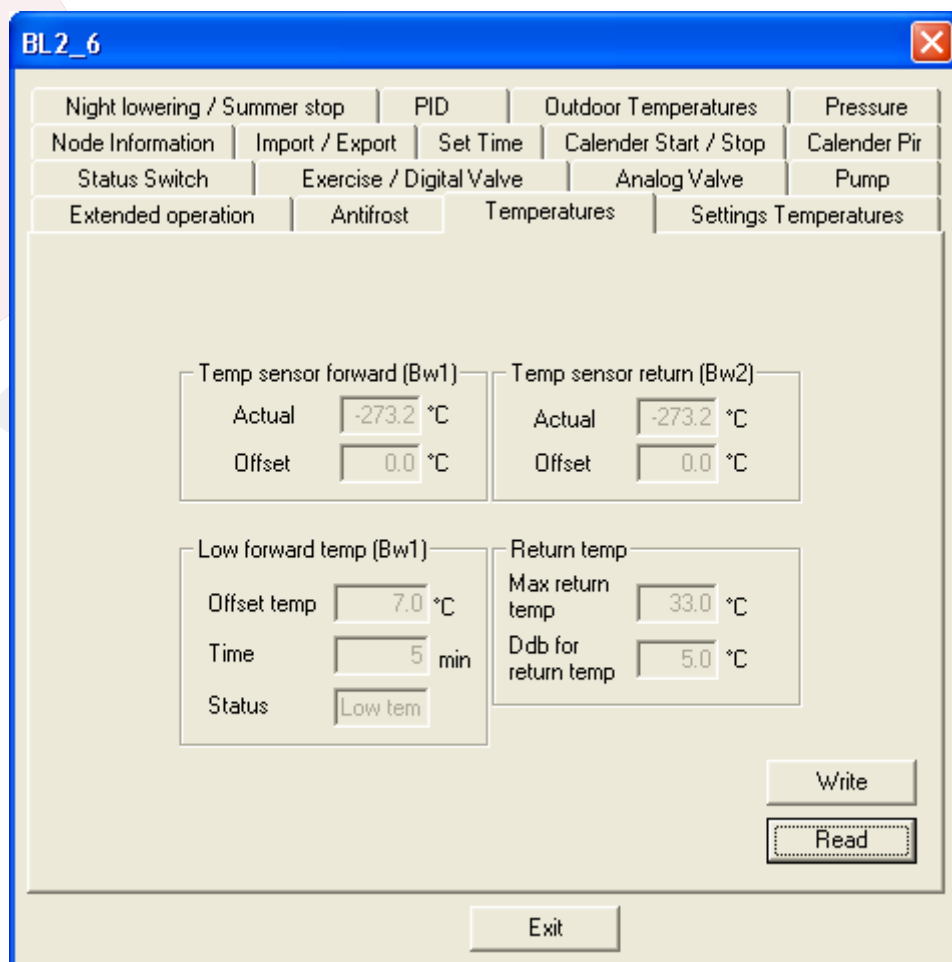 BL2_6
Night lowering / Summer stop PID Outdoor Temperatures Pressure
Node Information Import / Export Set Time Calender Start / Stop Calender Pir
Status Switch Exercise / Digital Valve Analog Valve Pump
Extended operation Antifrost Temperatures Settings Temperatures
Temp sensor forward (Bw1) Temp sensor return (Bw2)
Actual -273.2 °C Actual -273.2 °C
Offset 0.0 °C Offset 0.0 °C
Low forward temp (Bw1) Return temp
Offset temp 7.0 °C
Time 5 min
Status Low tem
Max return
temp 33.0 °C
Ddb for
return temp 5.0 °C
Write
Read
Exit